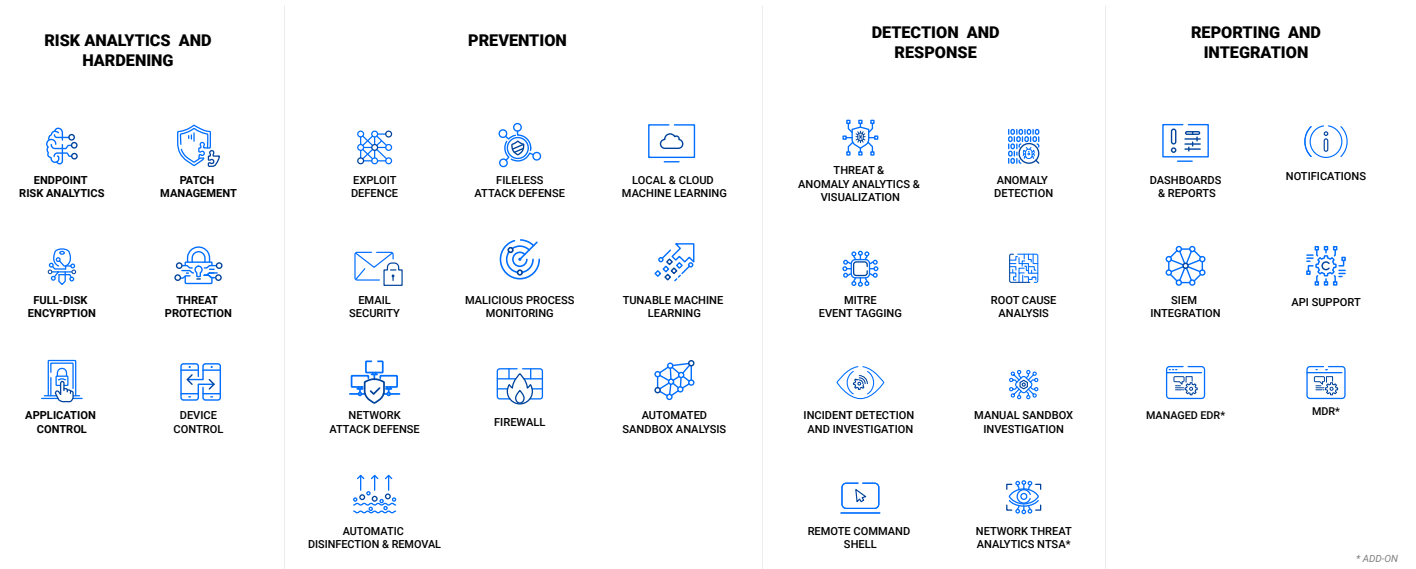 RISK ANALYTICS AND
HARDENING
ENDPOINT
RISK ANALYTICS
PATCH
MANAGEMENT
FULL-DISK
ENCYRPTION
THREAT
PROTECTION
APPLICATION
CONTROL
DEVICE
CONTROL
PREVENTION
EXPLOIT
DEFENCE
FILELESS
ATTACK DEFENSE
LOCAL & CLOUD
MACHINE LEARNING
EMAIL
SECURITY
MALICIOUS PROCESS
MONITORING
TUNABLE MACHINE
LEARNING
NETWORK
ATTACK DEFENSE
FIREWALL
AUTOMATED
SANDBOX ANALYSIS
AUTOMATIC
DISINFECTION & REMOVAL
DETECTION AND
RESPONSE
THREAT &
ANOMALY ANALYTICS &
VISUALIZATION
ANOMALY
DETECTION
MITRE
EVENT TAGGING
ROOT CAUSE
ANALYSIS
INCIDENT DETECTION
AND INVESTIGATION
MANUAL SANDBOX
INVESTIGATION
REMOTE COMMAND
SHELL
NETWORK THREAT
ANALYTICS NTSA*
REPORTING AND
INTEGRATION
DASHBOARDS
& REPORTS
NOTIFICATIONS
SIEM
INTEGRATION
API SUPPORT
MANAGED EDR*
MDR*
* ADD-ON